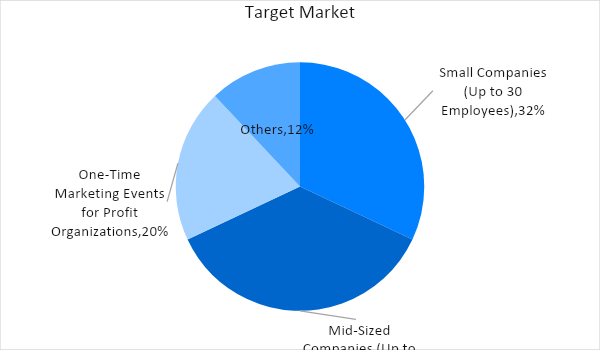 Target Market
Small Companies
(Up to 30
Employees),32%
Others,12%
One-Time
Marketing Events
for Profit
Organizations,20%
Mid-Sized
Companies (Up to